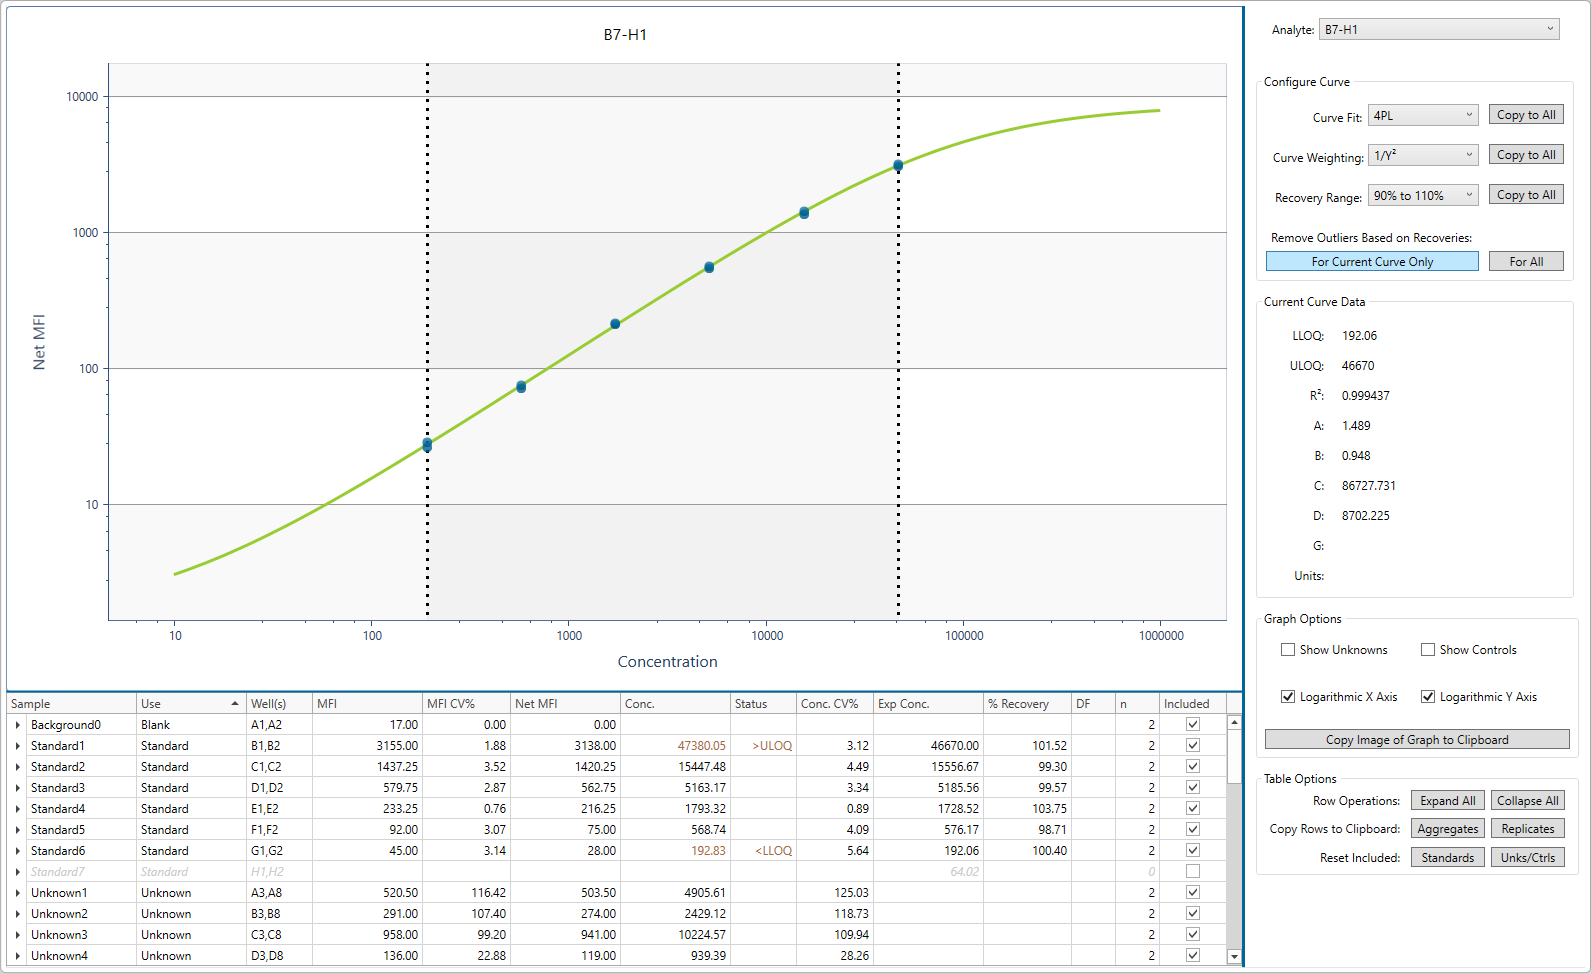 B7-H1
10000
1000
100
10
Net MFI
10 100 1000 10000 100000 1000000
Concentration
Analyte: B7-H1
Configure Curve
Curve Fit: 4PL Copy to All
Curve Weighting: 1/Y² Copy to All
Recovery Range: 90% to 110% Copy to All
Remove Outliers Based on Recoveries:
For Current Curve Only For All
Current Curve Data
LLOQ: 192.06
ULOQ: 46670
R²: 0.999437
A: 1.489
B: 0.948
C: 86727.731
D: 8702.225
G:
Units:
Graph Options
Show Unknowns Show Controls
Logarithmic X Axis Logarithmic Y Axis
Copy Image of Graph to Clipboard
Table Options
Row Operations: Expand All Collapse All
Copy Rows to Clipboard: Aggregates Replicates
Reset Included: Standards Unks/Ctrls
Sample Use Well(s) MFI MFI CV% Net MFI Conc. Status Conc. CV% Exp Conc. % Recovery DF n Included
Background0 Blank A1,A2 17.00 0.00 0.00 2
Standard1 Standard B1,B2 3155.00 1.88 3138.00 47380.05 >ULOQ 3.12 46670.00 101.52 2
Standard2 Standard C1,C2 1437.25 3.52 1420.25 15447.48 4.49 15556.67 99.30 2
Standard3 Standard D1,D2 579.75 2.87 562.75 5163.17 3.34 5185.56 99.57 2
Standard4 Standard E1,E2 233.25 0.76 216.25 1793.32 0.89 1728.52 103.75 2
Standard5 Standard F1,F2 92.00 3.07 75.00 568.74 4.09 576.17 98.71 2
Standard6 Standard G1,G2 45.00 3.14 28.00 192.83 <LLOQ 5.64 192.06 100.40 2
Standard7 Standard H1,H2 64.02 0
Unknown1 Unknown A3,A8 520.50 116.42 503.50 4905.61 125.03 2
Unknown2 Unknown B3,B8 291.00 107.40 274.00 2429.12 118.73 2
Unknown3 Unknown C3,C8 958.00 99.20 941.00 10224.57 109.94 2
Unknown4 Unknown D3,D8 136.00 22.88 119.00 939.39 28.26 2